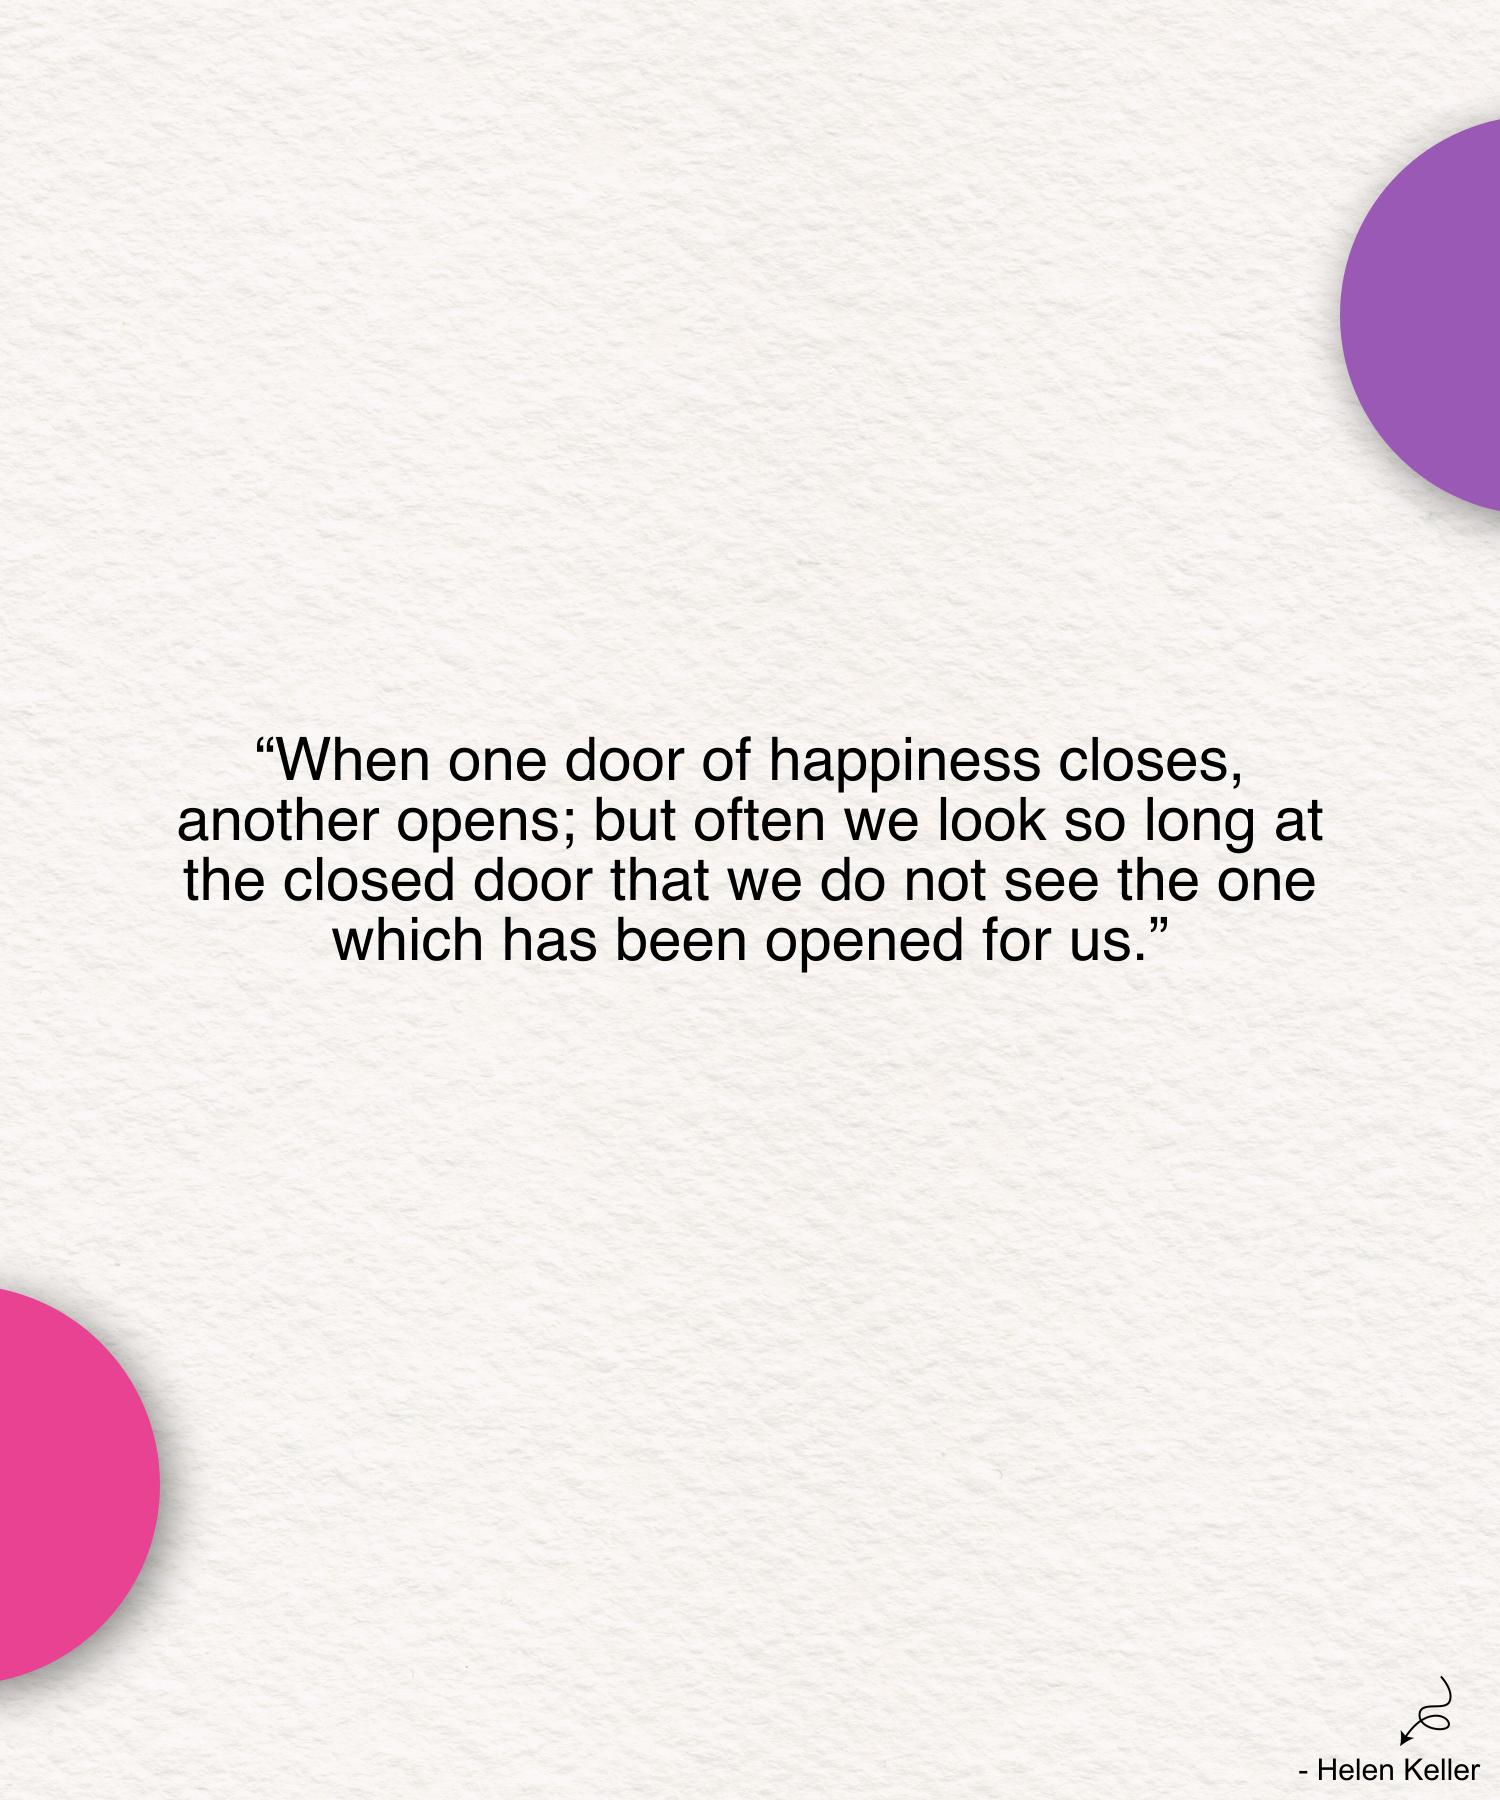 “When one door of happiness closes,
another opens; but often we look so long at
the closed door that we do not see the one
which has been opened for us.”
- Helen Keller